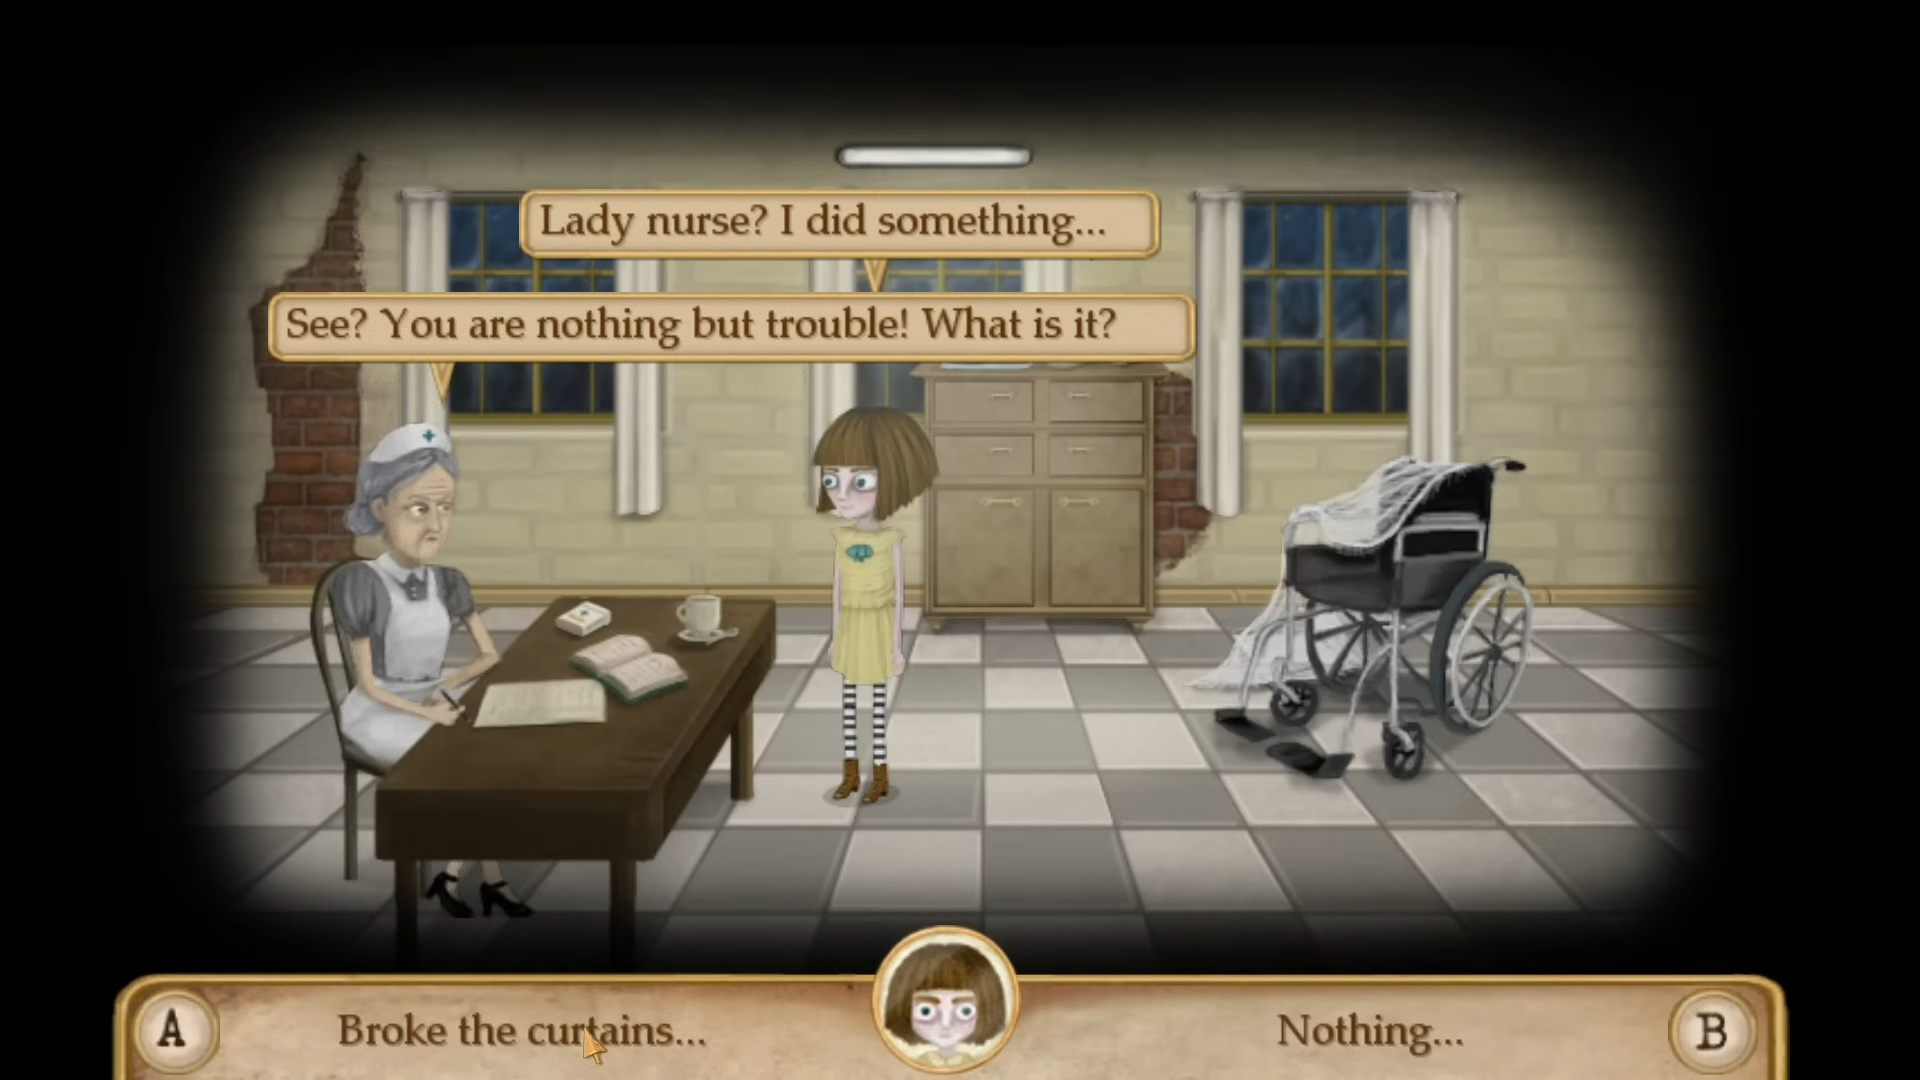 Lady nurse? I did something...
See? You are nothing but trouble! What is it?
A
Broke the curtains...
Nothing...
B